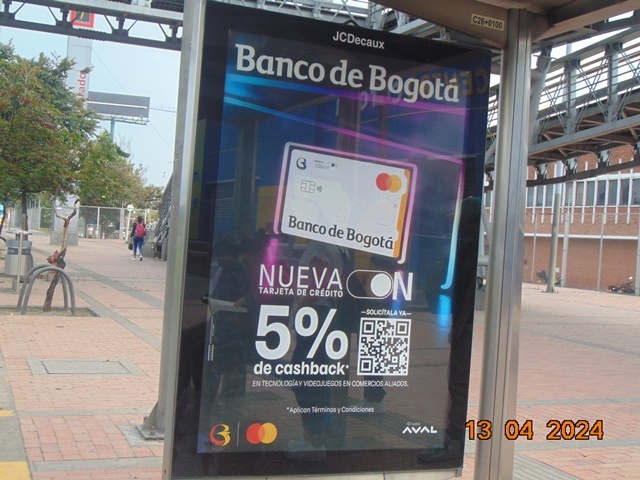 C26+0100
JCDecaux
Banco de Bogotá
Banco de Bogotá
NUEVA ON
TARJETA DE CRÉDITO
—SOLICÍTALA YA—
5%
de cashback*
EN TECNOLOGÍA Y VIDEOJUEGOS EN COMERCIOS ALIADOS.
*Aplican Términos y Condiciones
Grupo
AVAL
13 04 2024